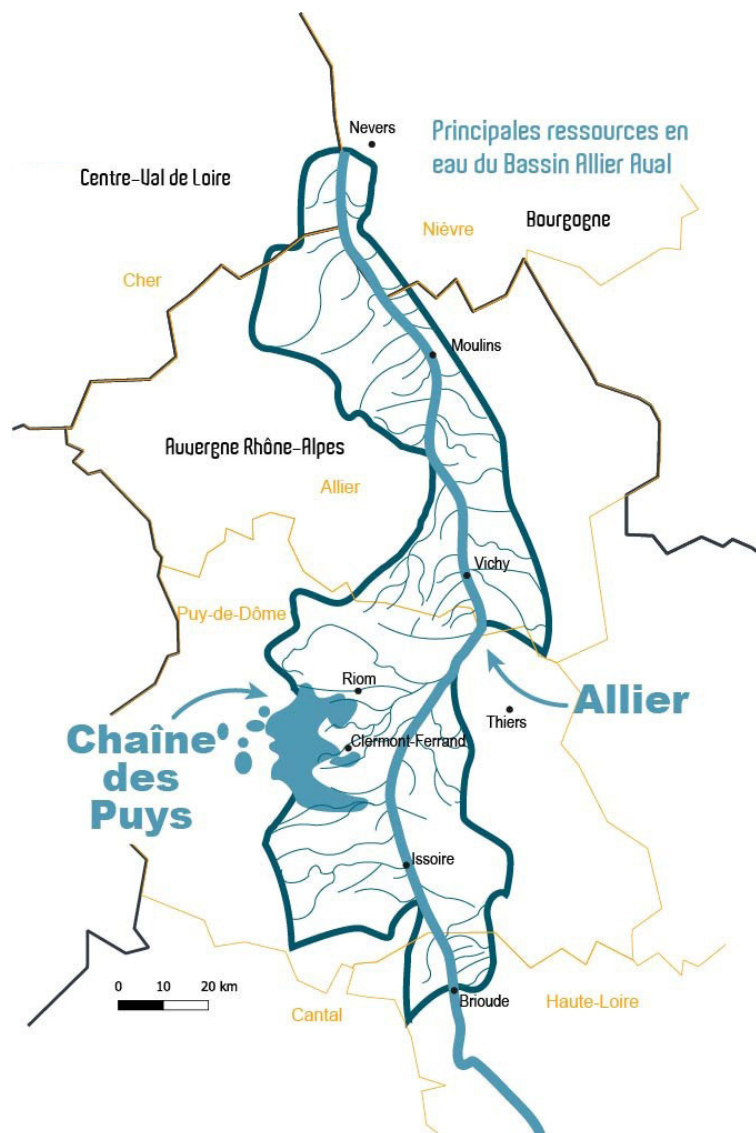 Nevers
Principales ressources en
eau du Bassin Allier Aval
Centre-Val de Loire
Nièvre
Bourgogne
Cher
Moulins
Auvergne Rhône-Alpes
Allier
Vichy
Puy-de-Dôme
Riom
Allier
Thiers
Chaîne
des
Puys
Clermont-Ferrand
Issoire
0 10 20 km
Brioude
Haute-Loire
Cantal